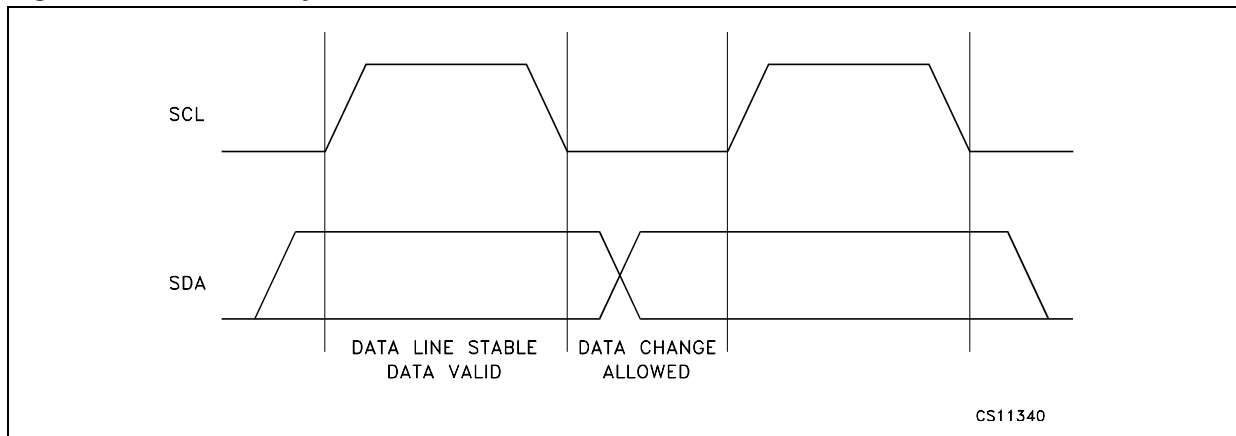 SCL
SDA
DATA LINE STABLE
DATA VALID
DATA CHANGE
ALLOWED
CS11340